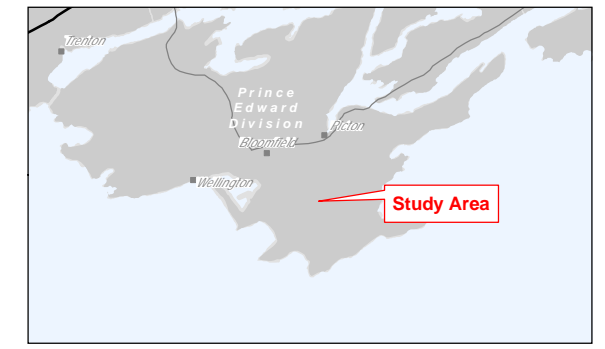 Trenton
Prince
Edward
Division
Picton
Bloomfield
Wellington
Study Area